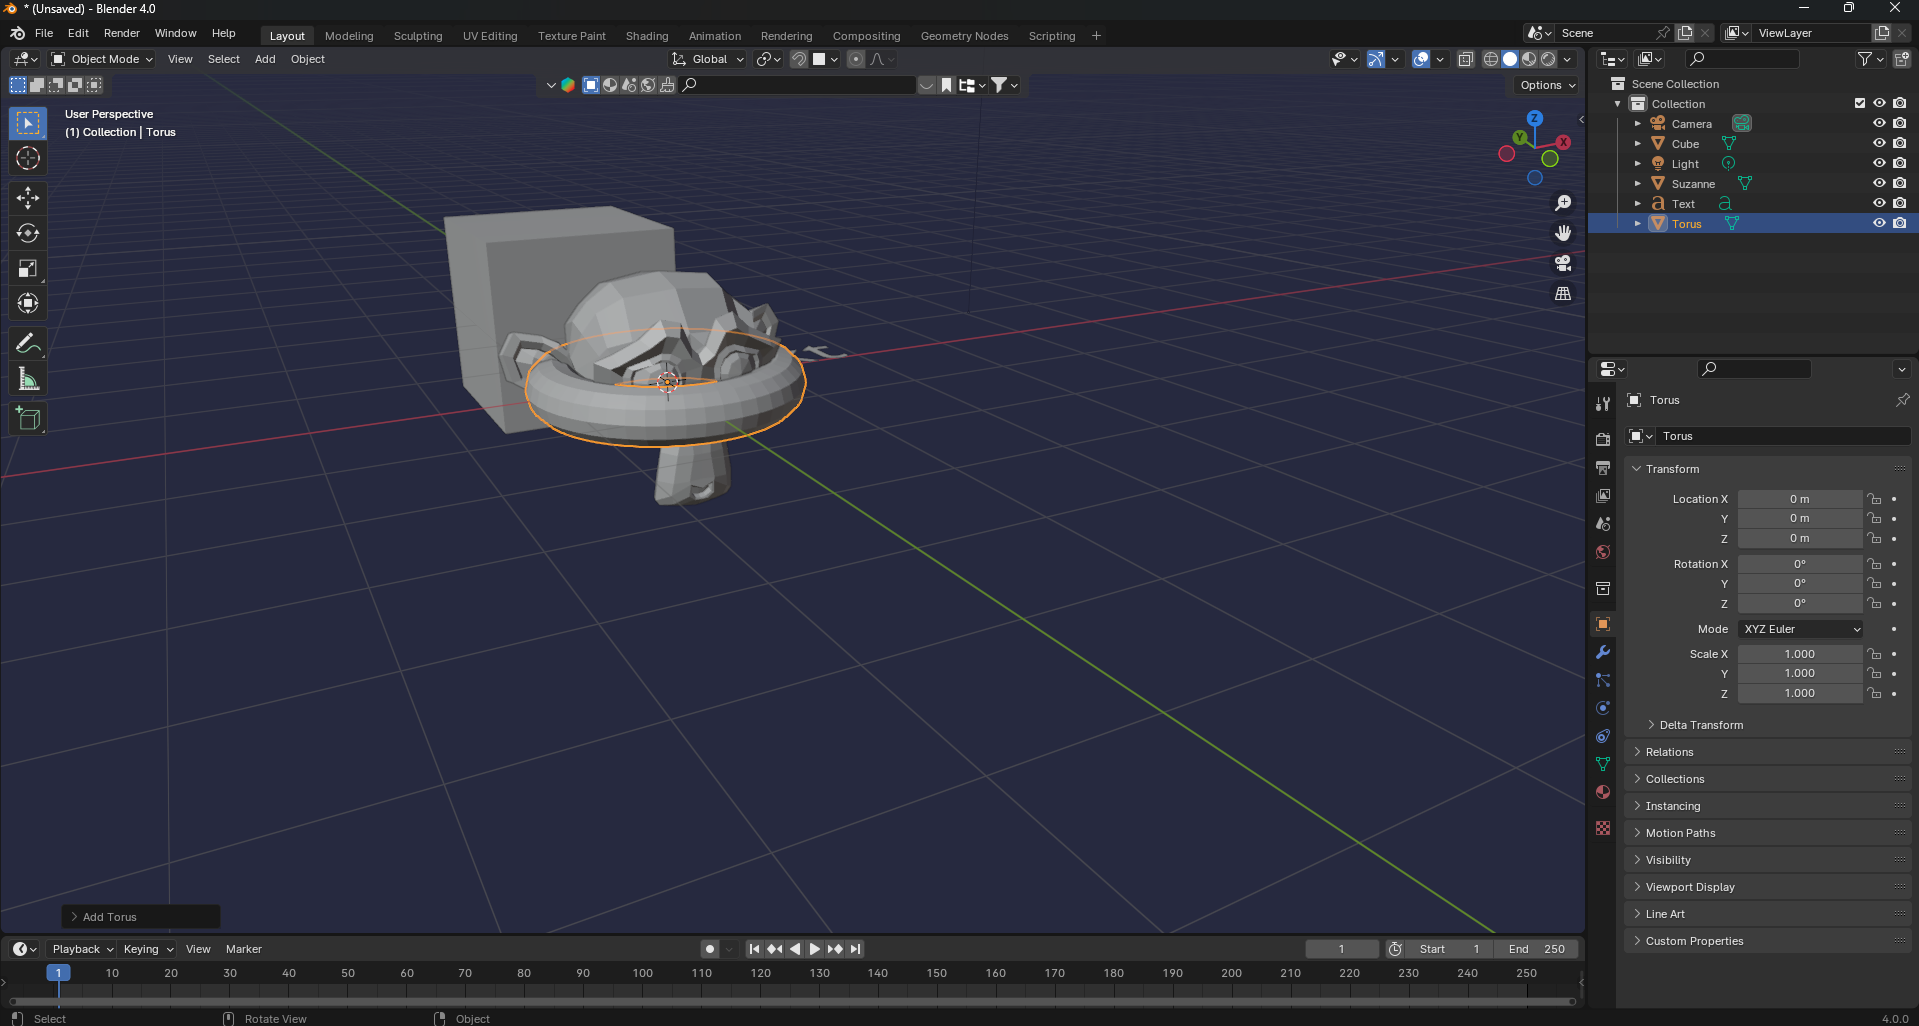 * (Unsaved) - Blender 4.0
File Edit Render Window Help
Layout Modeling Sculpting UV Editing Texture Paint Shading Animation Rendering Compositing Geometry Nodes Scripting +
Scene
ViewLayer
Object Mode View Select Add Object
Global
Options
User Perspective
(1) Collection | Torus
Z
Y
X
Add Torus
Scene Collection
Collection
Camera
Cube
Light
Suzanne
Text
Torus
Torus
Torus
Transform
Location X 0 m
Y 0 m
Z 0 m
Rotation X 0°
Y 0°
Z 0°
Mode XYZ Euler
Scale X 1.000
Y 1.000
Z 1.000
Delta Transform
Relations
Collections
Instancing
Motion Paths
Visibility
Viewport Display
Line Art
Custom Properties
Playback Keying View Marker
1 Start 1 End 250
1 10 20 30 40 50 60 70 80 90 100 110 120 130 140 150 160 170 180 190 200 210 220 230 240 250
Select Rotate View Object
4.0.0